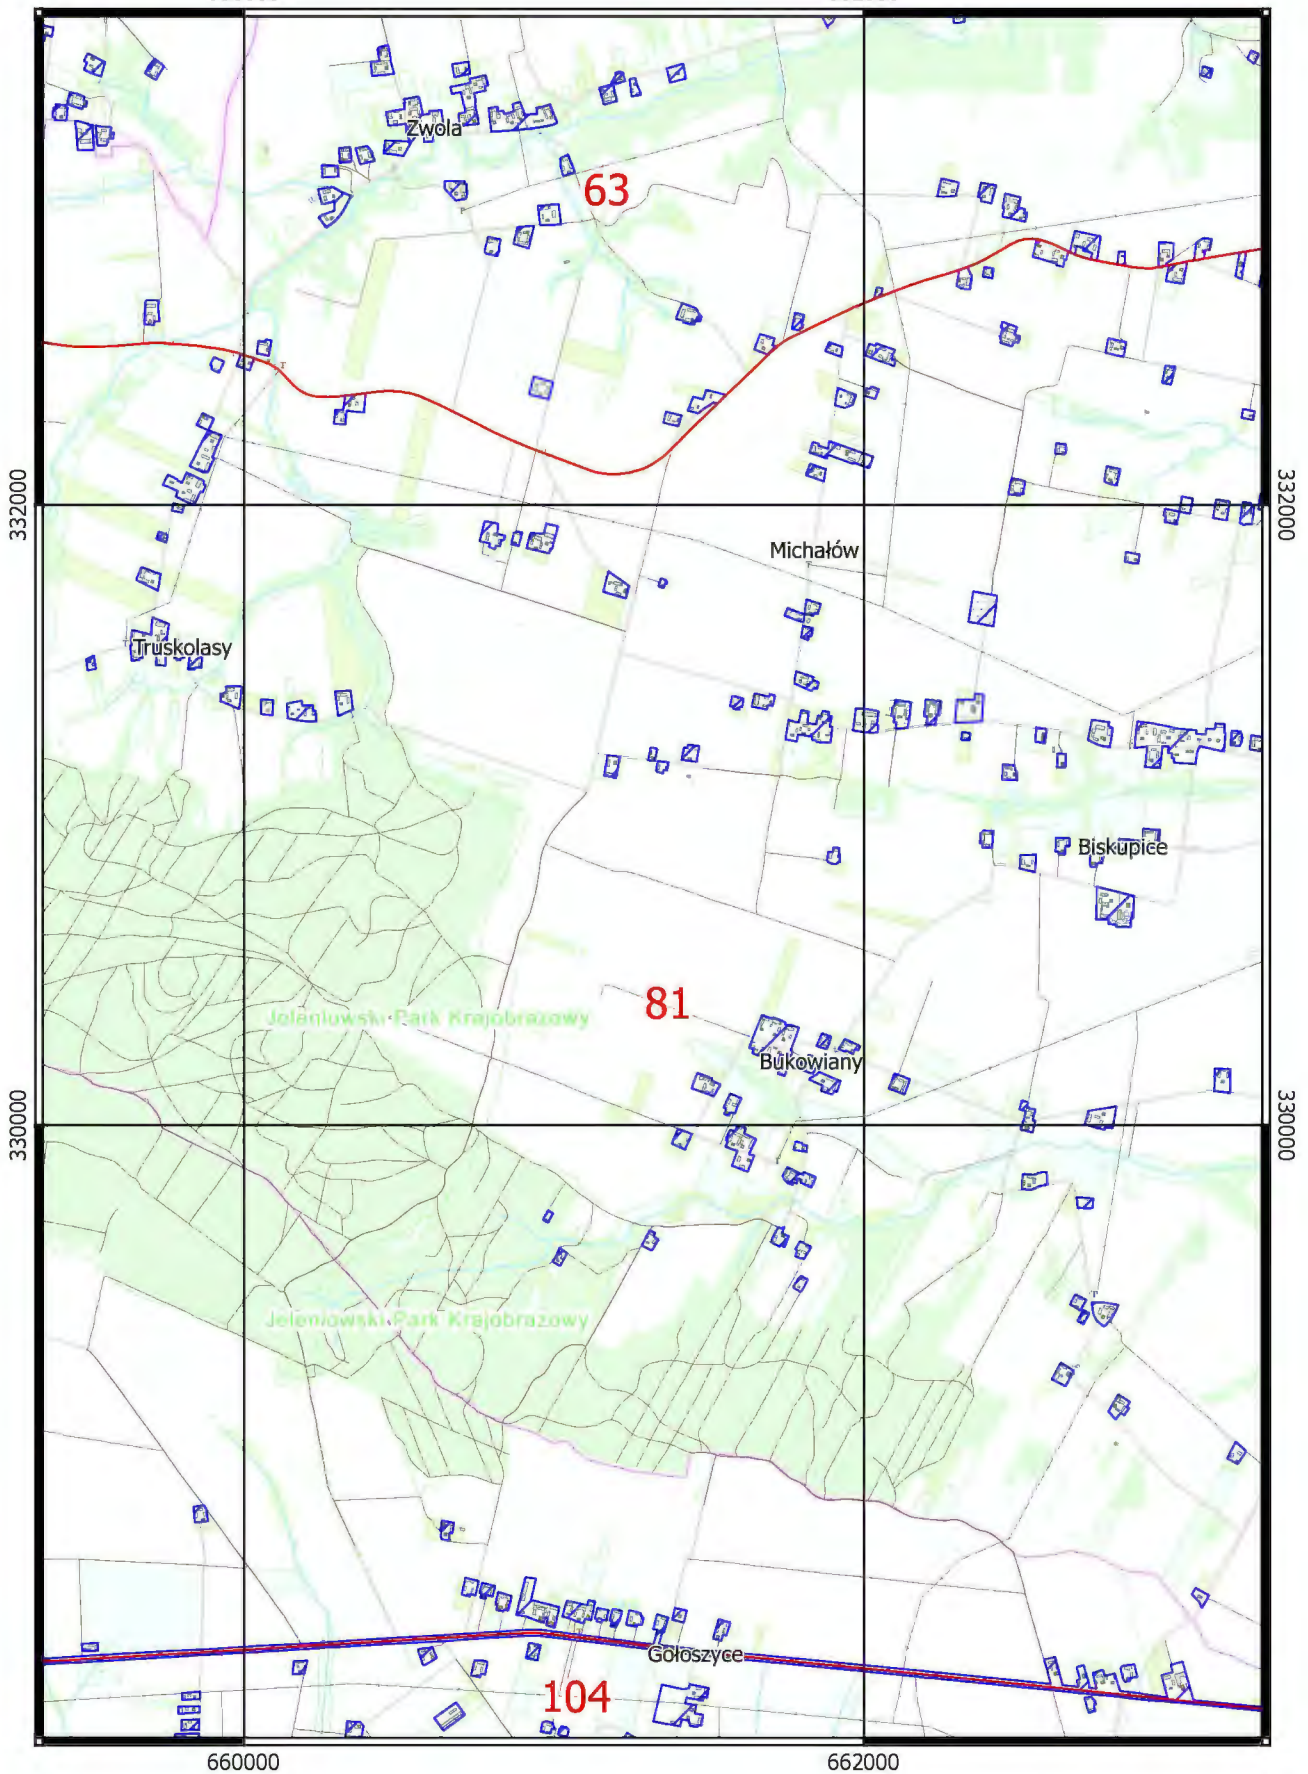 Zwola
63
332000
332000
Michałów
Truskolasy
Biskupice
81
Jeleniowski Park Krajobrazowy
Bukowiany
330000
330000
Jeleniowski Park Krajobrazowy
Gołoszyce
104
660000
662000